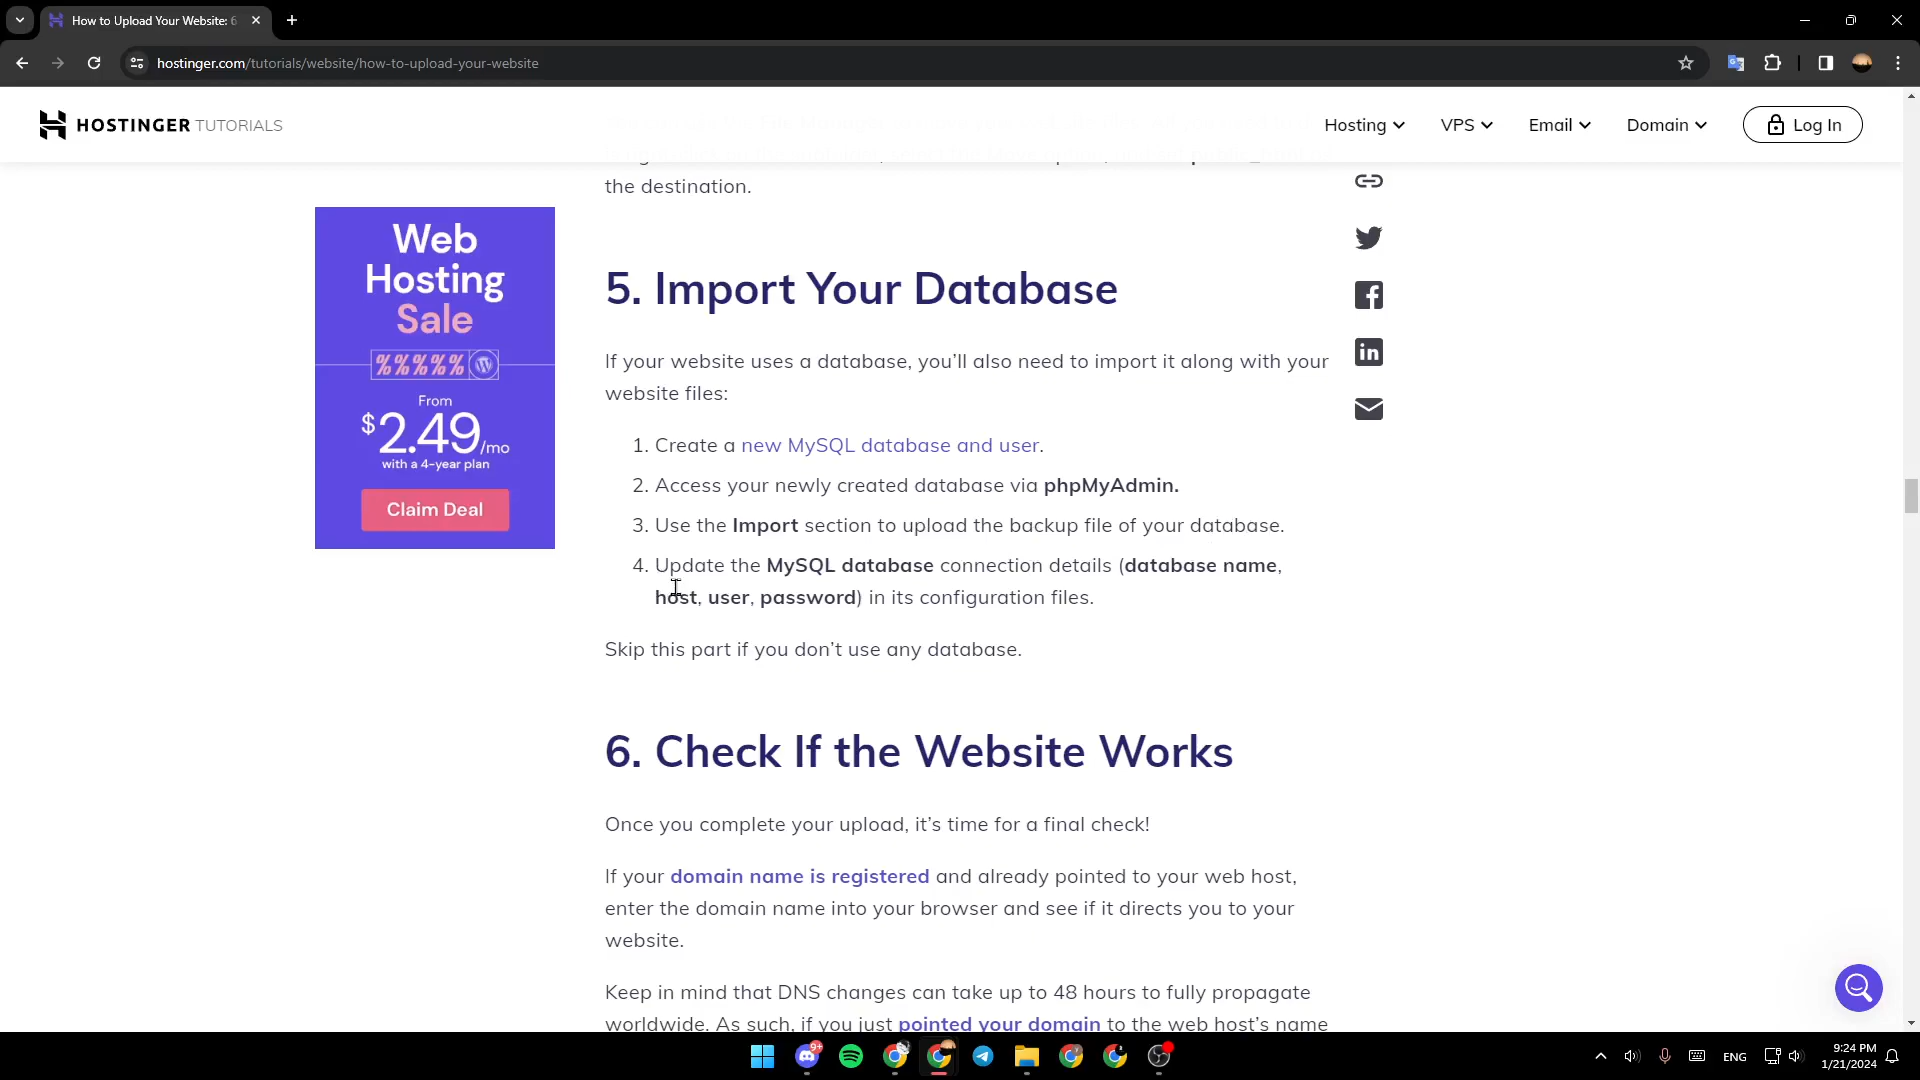 How to Upload Your Website: 6
hostinger.com/tutorials/website/how-to-upload-your-website
HOSTINGER TUTORIALS
Hosting
VPS
Email
Domain
Log In
the destination.
Web
Hosting
Sale
%%%%%
From
$2.49/mo
with a 4-year plan
Claim Deal
5. Import Your Database
If your website uses a database, you’ll also need to import it along with your
website files:
1. Create a new MySQL database and user.
2. Access your newly created database via phpMyAdmin.
3. Use the Import section to upload the backup file of your database.
4. Update the MySQL database connection details (database name,
host, user, password) in its configuration files.
Skip this part if you don’t use any database.
6. Check If the Website Works
Once you complete your upload, it’s time for a final check!
If your domain name is registered and already pointed to your web host,
enter the domain name into your browser and see if it directs you to your
website.
Keep in mind that DNS changes can take up to 48 hours to fully propagate
worldwide. As such, if you just pointed your domain to the web host’s name
9+
ENG
9:24 PM
1/21/2024